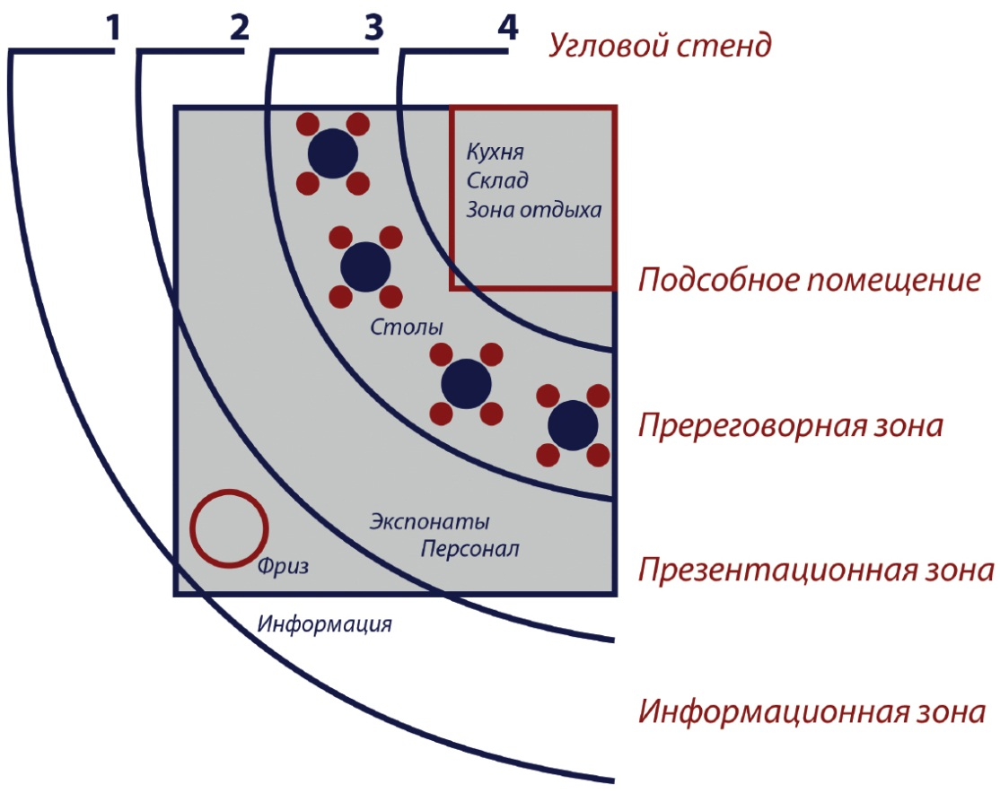 1 2 3 4 Угловой стенд
Кухня
Склад
Зона отдыха
Подсобное помещение
Столы
Пререговорная зона
Экспонаты
Персонал
Фриз
Презентационная зона
Информация
Информационная зона